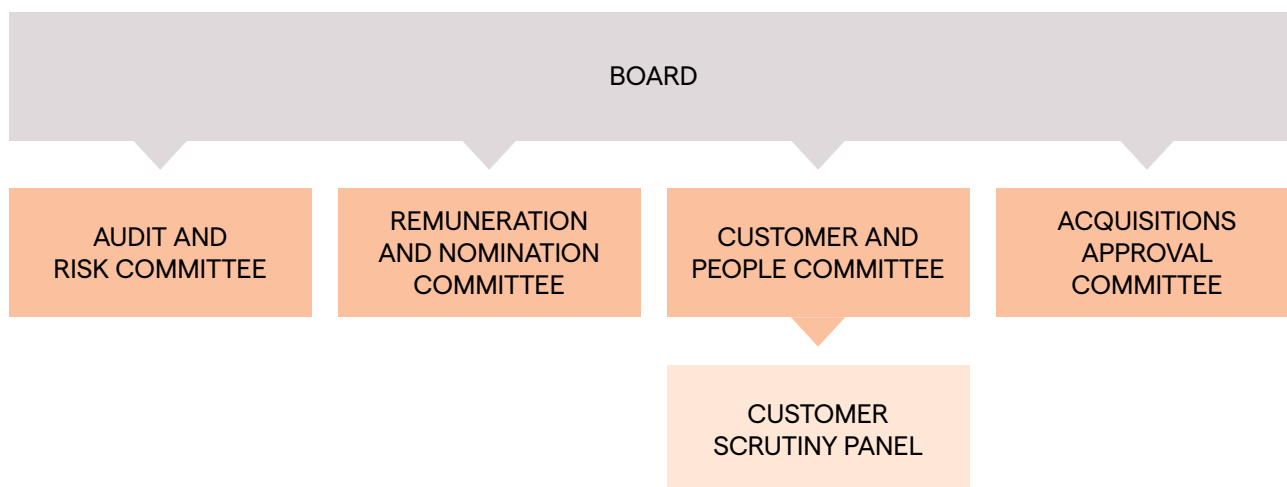 BOARD
AUDIT AND
RISK COMMITTEE
REMUNERATION
AND NOMINATION
COMMITTEE
CUSTOMER AND
PEOPLE COMMITTEE
ACQUISITIONS
APPROVAL
COMMITTEE
CUSTOMER
SCRUTINY PANEL